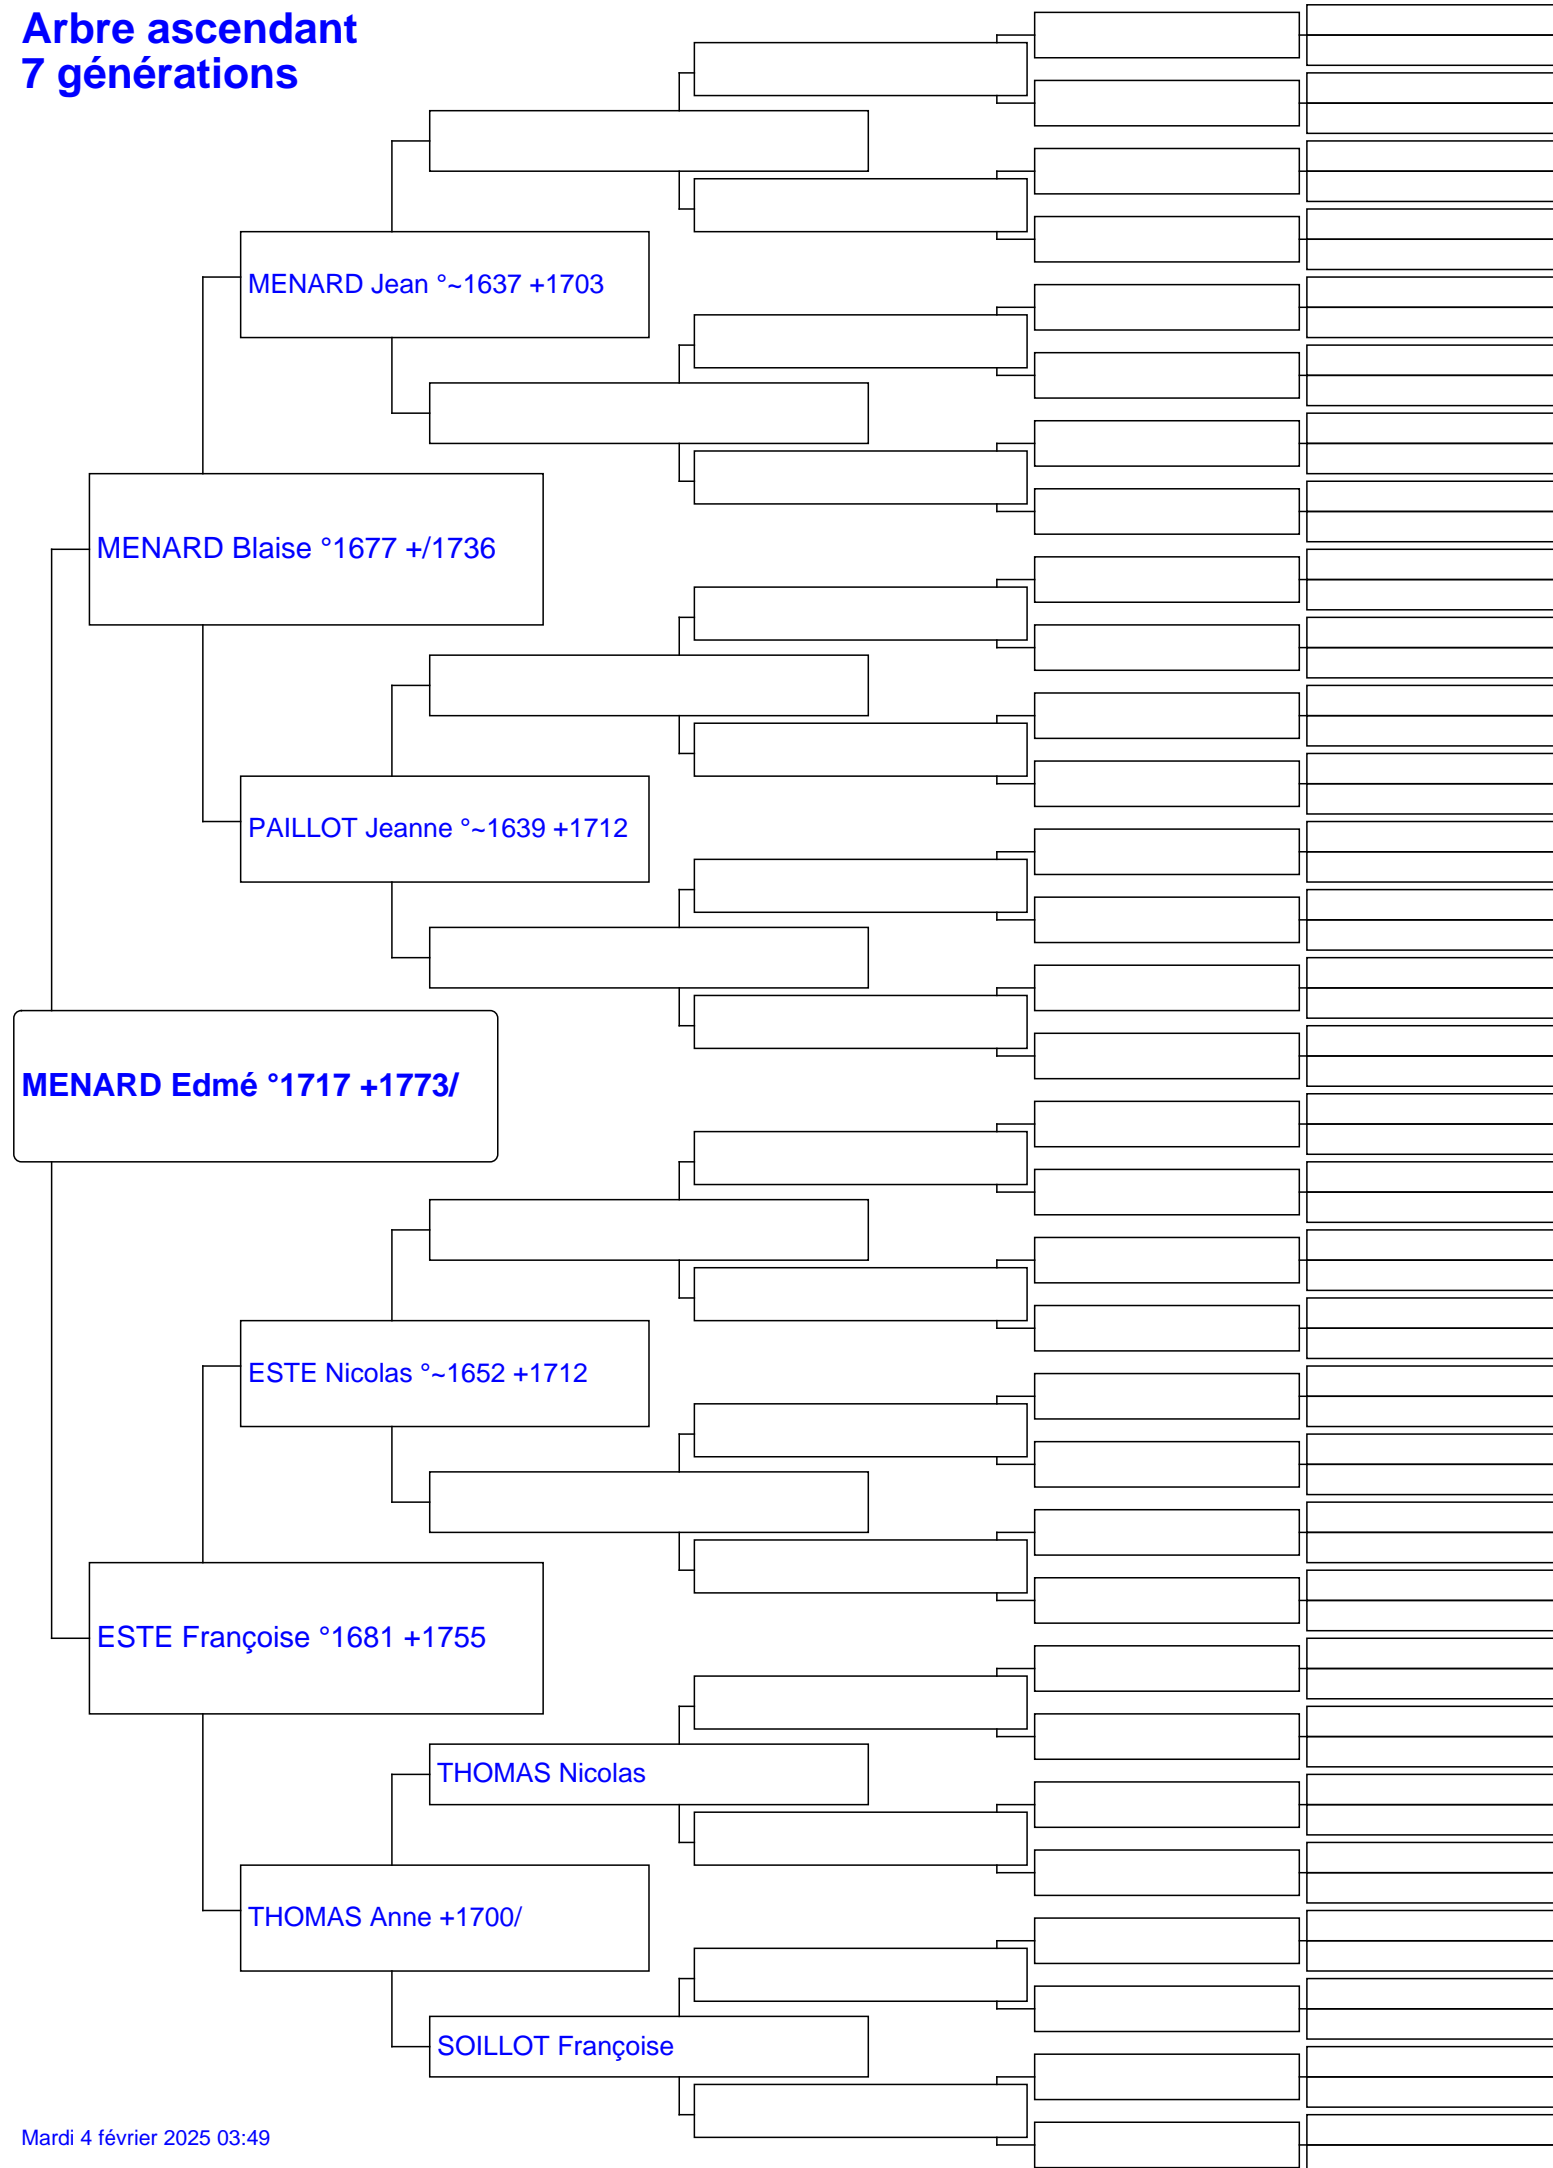 Arbre ascendant
7 générations
MENARD Jean °~1637 +1703
MENARD Blaise °1677 +/1736
PAILLOT Jeanne °~1639 +1712
MENARD Edmé °1717 +1773/
ESTE Nicolas °~1652 +1712
ESTE Françoise °1681 +1755
THOMAS Nicolas
THOMAS Anne +1700/
SOILLOT Françoise
Mardi 4 février 2025 03:49